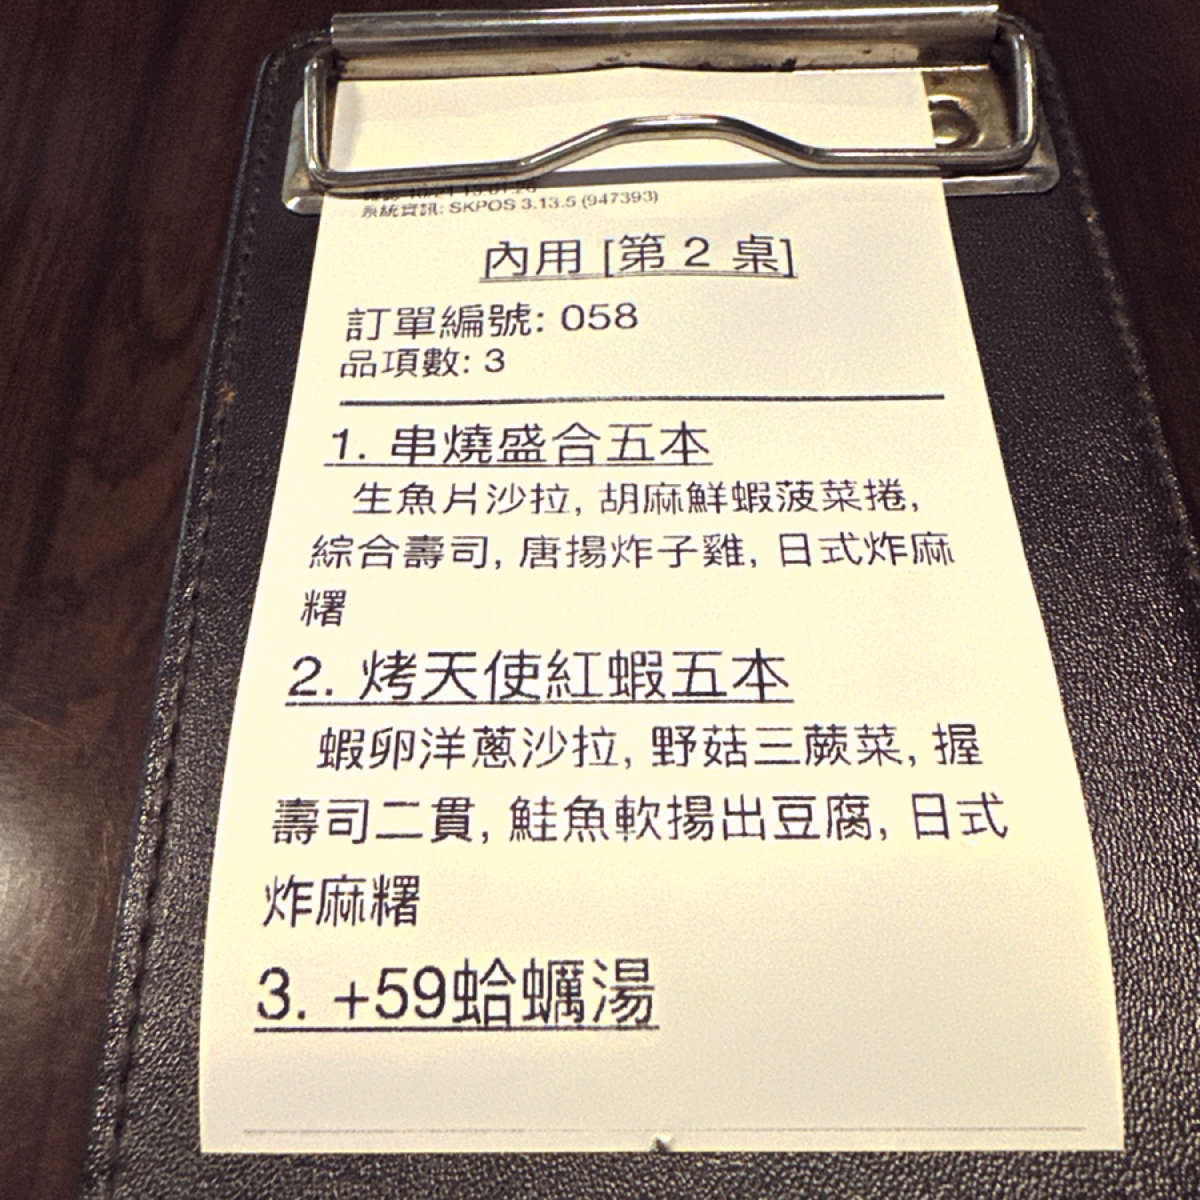 系統資訊: SKPOS 3.13.5 (947393)
內用 [第 2 桌]
訂單編號: 058
品項數: 3
1. 串燒盛合五本
生魚片沙拉, 胡麻鮮蝦菠菜捲,
綜合壽司, 唐揚炸子雞, 日式炸麻
糬
2. 烤天使紅蝦五本
蝦卵洋蔥沙拉, 野菇三蕨菜, 握
壽司二貫, 鮭魚軟揚出豆腐, 日式
炸麻糬
3. +59蛤蠣湯